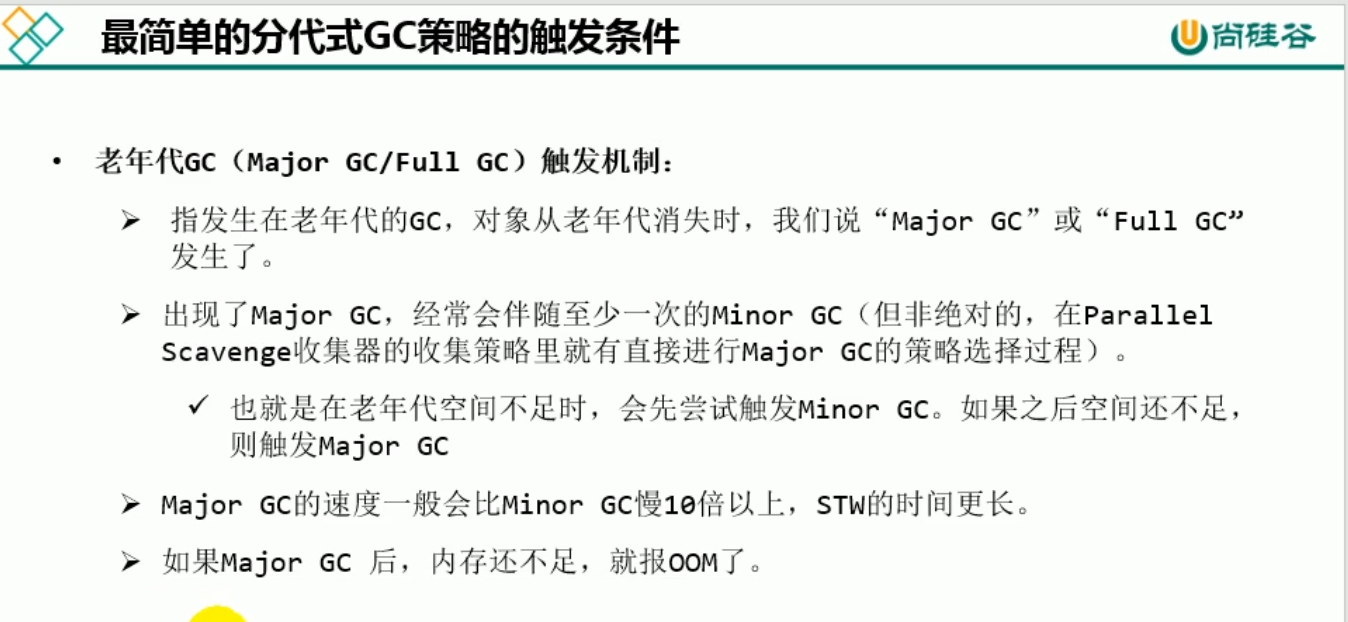 最简单的分代式GC策略的触发条件
尚硅谷
• 老年代GC（Major GC/Full GC）触发机制：
➢ 指发生在老年代的GC，对象从老年代消失时，我们说“Major GC”或“Full GC”
发生了。
➢ 出现了Major GC，经常会伴随至少一次的Minor GC（但非绝对的，在Parallel
Scavenge收集器的收集策略里就有直接进行Major GC的策略选择过程）。
✓ 也就是在老年代空间不足时，会先尝试触发Minor GC。如果之后空间还不足，
则触发Major GC
➢ Major GC的速度一般会比Minor GC慢10倍以上，STW的时间更长。
➢ 如果Major GC 后，内存还不足，就报OOM了。